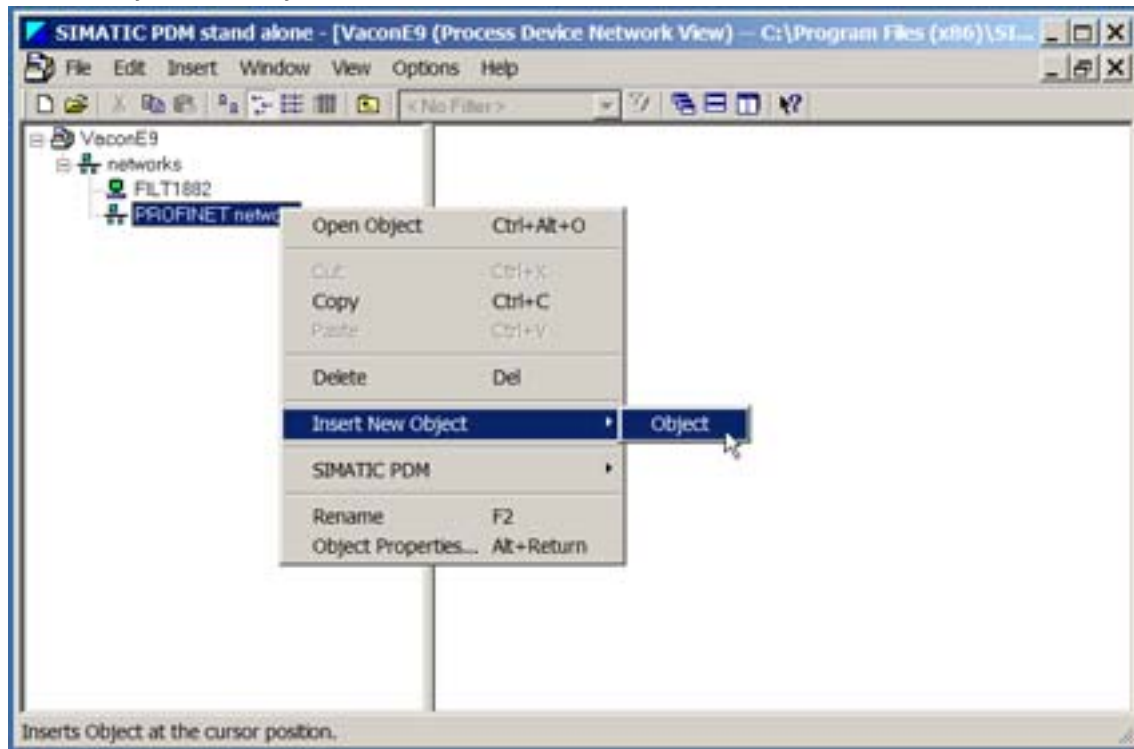 SIMATIC PDM stand alone - [VaconE9 (Process Device Network View) -- C:\Program Files (x86)\SI...
File Edit Insert Window View Options Help
< No Filter >
VaconE9
networks
FILT1882
PROFINET netwo
Open Object Ctrl+Alt+O
Cut Ctrl+X
Copy Ctrl+C
Paste Ctrl+V
Delete Del
Insert New Object Object
SIMATIC PDM
Rename F2
Object Properties... Alt+Return
Inserts Object at the cursor position.